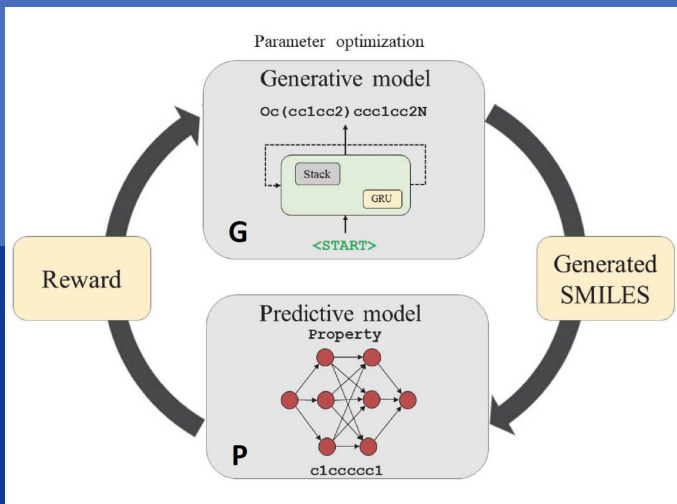 Parameter optimization
Generative model
Oc(cc1cc2)ccc1cc2N
Stack
GRU
G
<START>
Reward
Generated
SMILES
Predictive model
Property
P
c1ccccc1